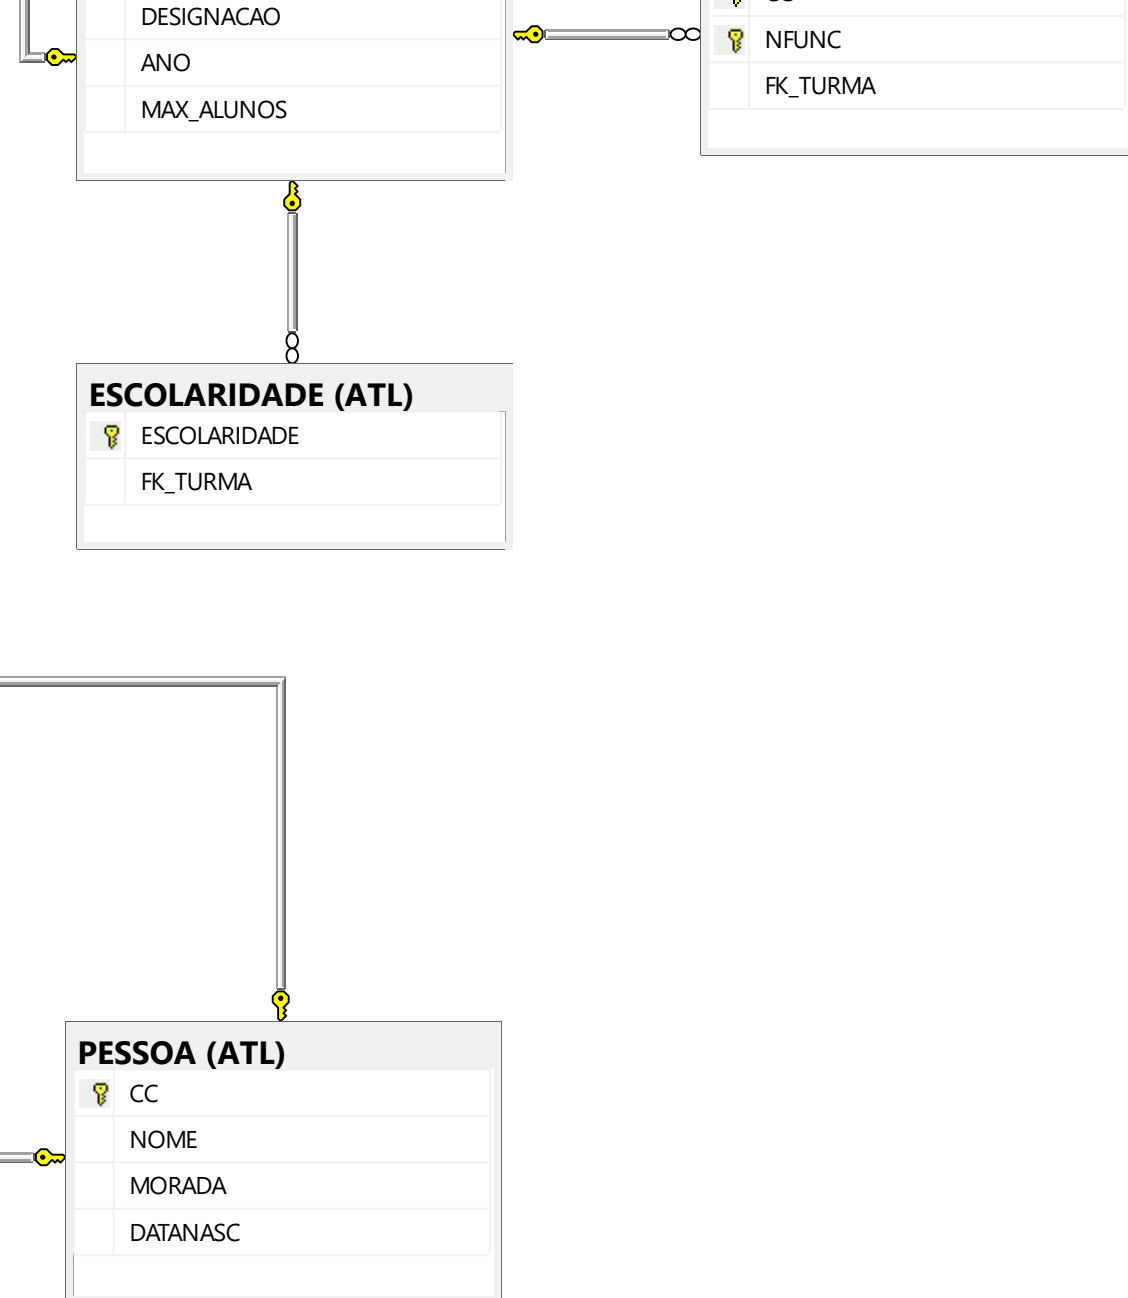 DESIGNACAO
ANO
MAX_ALUNOS
NFUNC
FK_TURMA
ESCOLARIDADE (ATL)
ESCOLARIDADE
FK_TURMA
PESSOA (ATL)
CC
NOME
MORADA
DATANASC